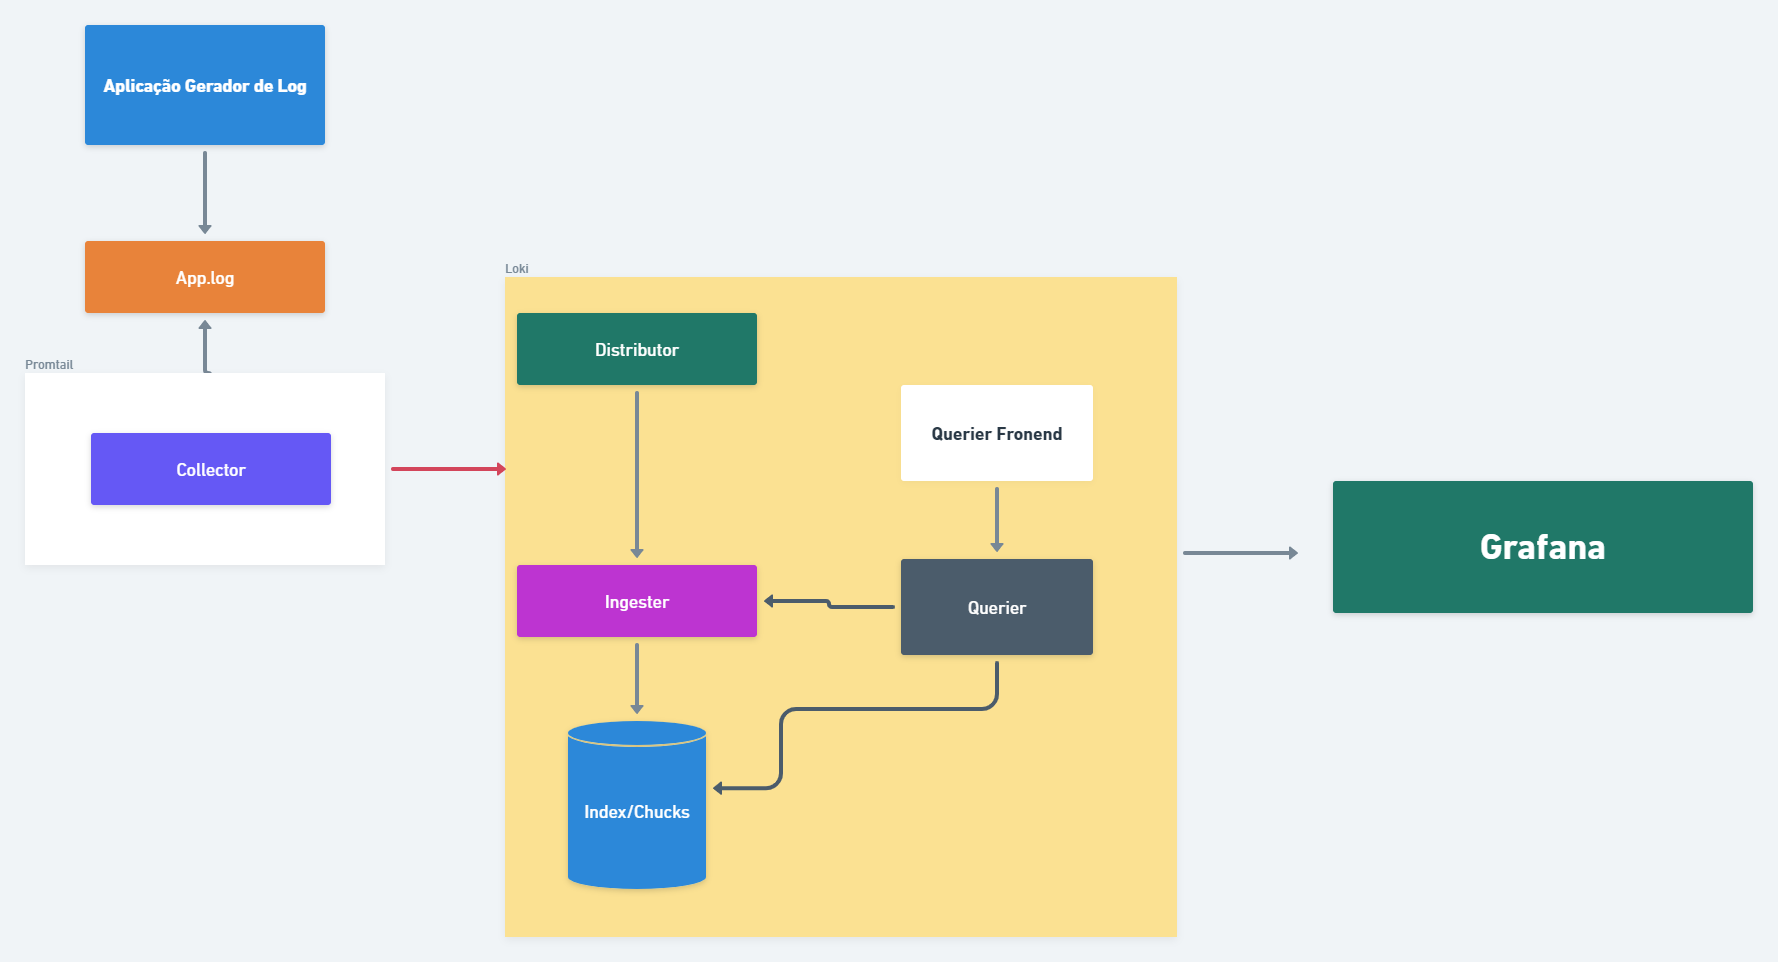 Aplicação Gerador de Log
App.log
Promtail
Collector
Loki
Distributor
Querier Fronend
Ingester
Querier
Index/Chucks
Grafana